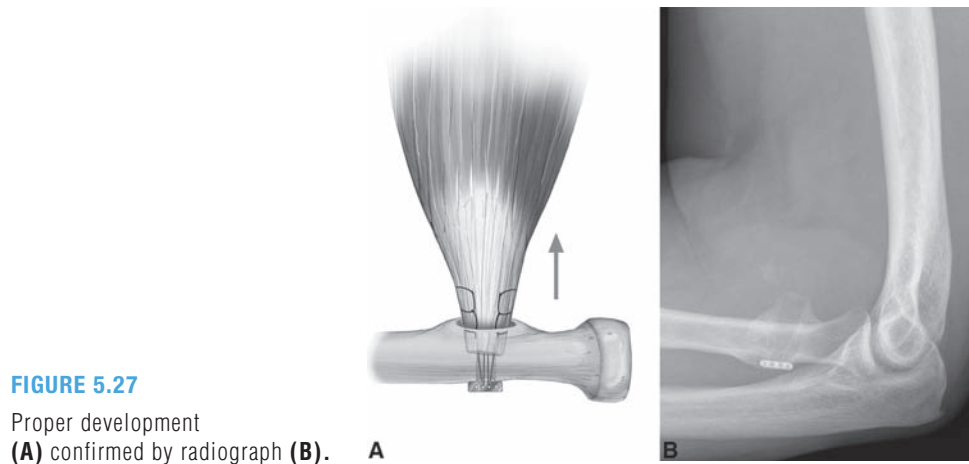 FIGURE 5.27
Proper development
(A) confirmed by radiograph (B).
A
B